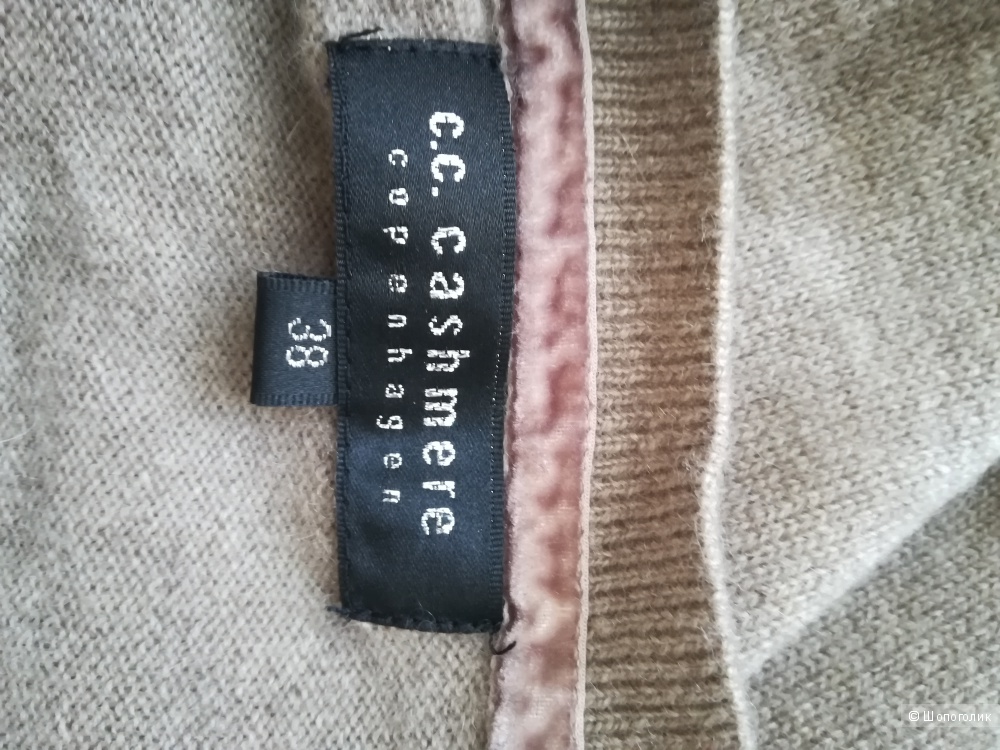 c.c. cashmere
copenhagen
38
© Шопоголик